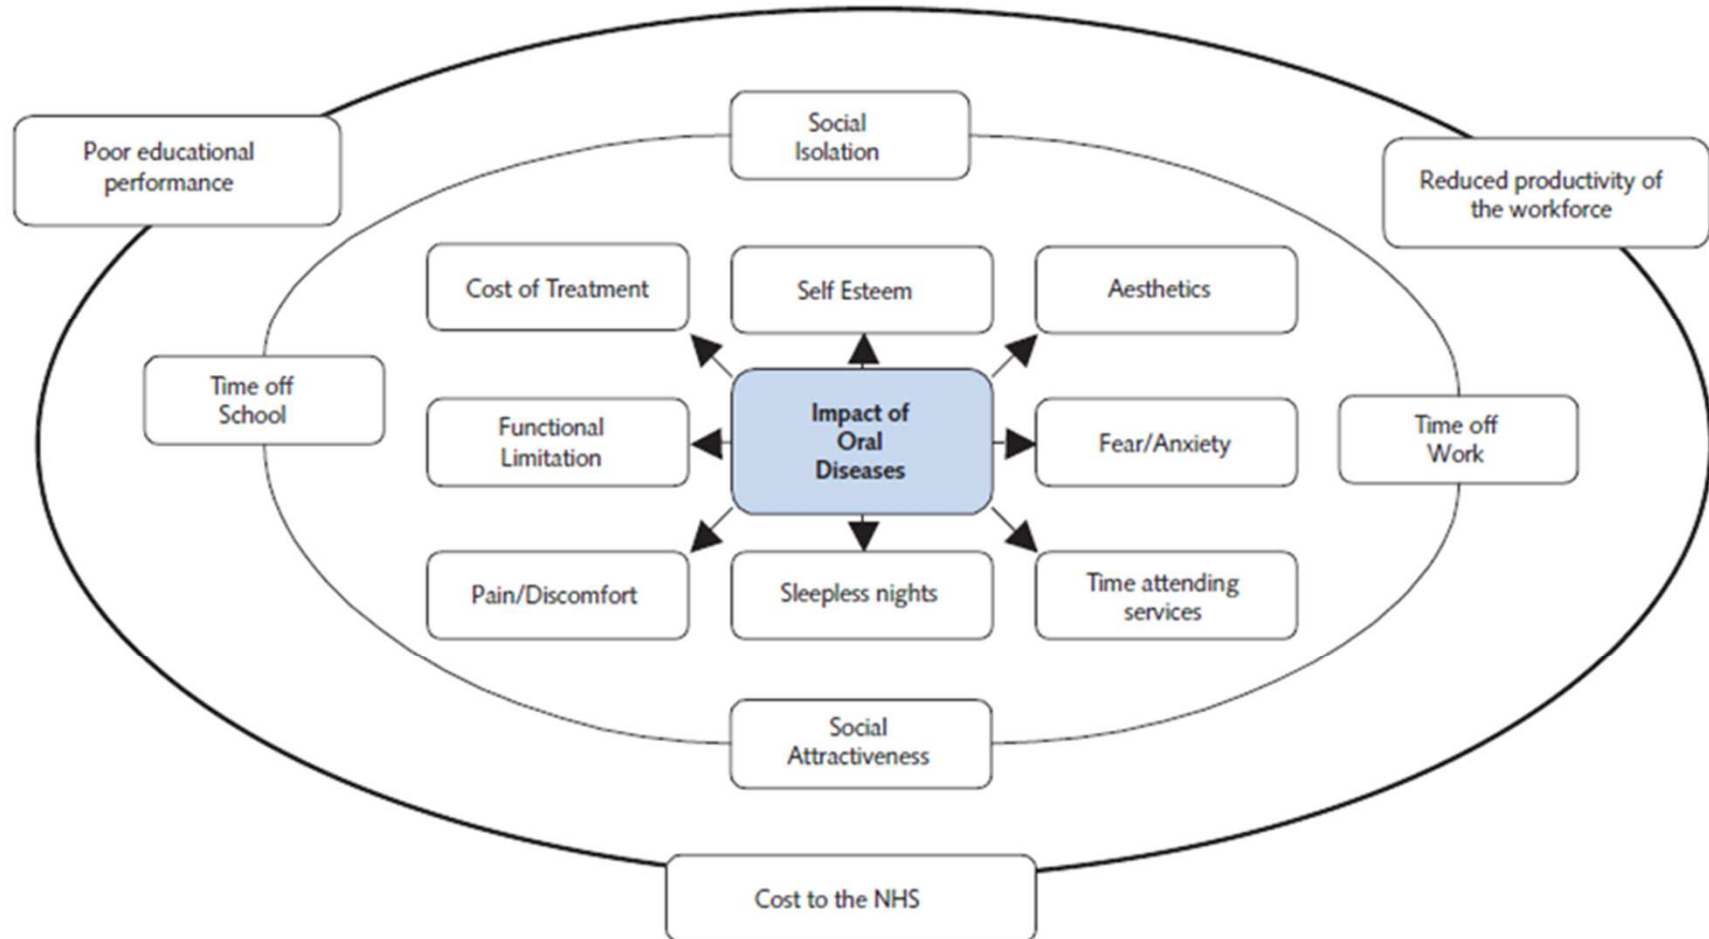 Social
Isolation
Poor educational
performance
Reduced productivity of
the workforce
Cost of Treatment
Self Esteem
Aesthetics
Time off
School
Functional
Limitation
Impact of
Oral
Diseases
Fear/Anxiety
Time off
Work
Pain/Discomfort
Sleepless nights
Time attending
services
Social
Attractiveness
Cost to the NHS